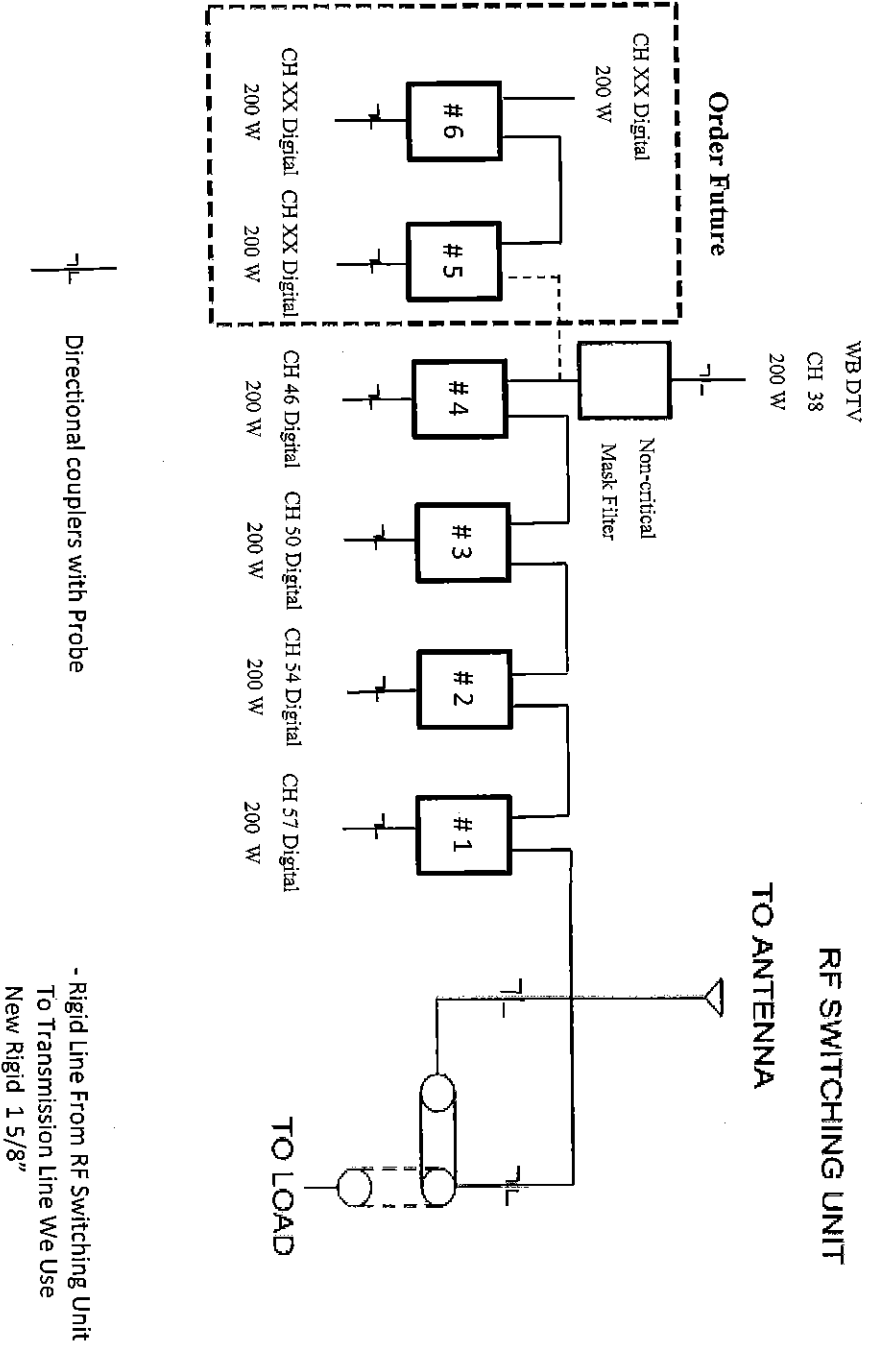 RF SWITCHING UNIT
TO ANTENNA
WB DTV
CH 38
200 W
Order Future
CH XX Digital
200 W
Non-critical
Mask Filter
# 6
# 5
# 4
# 3
# 2
# 1
CH XX Digital
200 W
CH XX Digital
200 W
CH 46 Digital
200 W
CH 50 Digital
200 W
CH 54 Digital
200 W
CH 57 Digital
200 W
TO LOAD
Directional couplers with Probe
- Rigid Line From RF Switching Unit
To Transmission Line We Use
New Rigid 1 5/8”